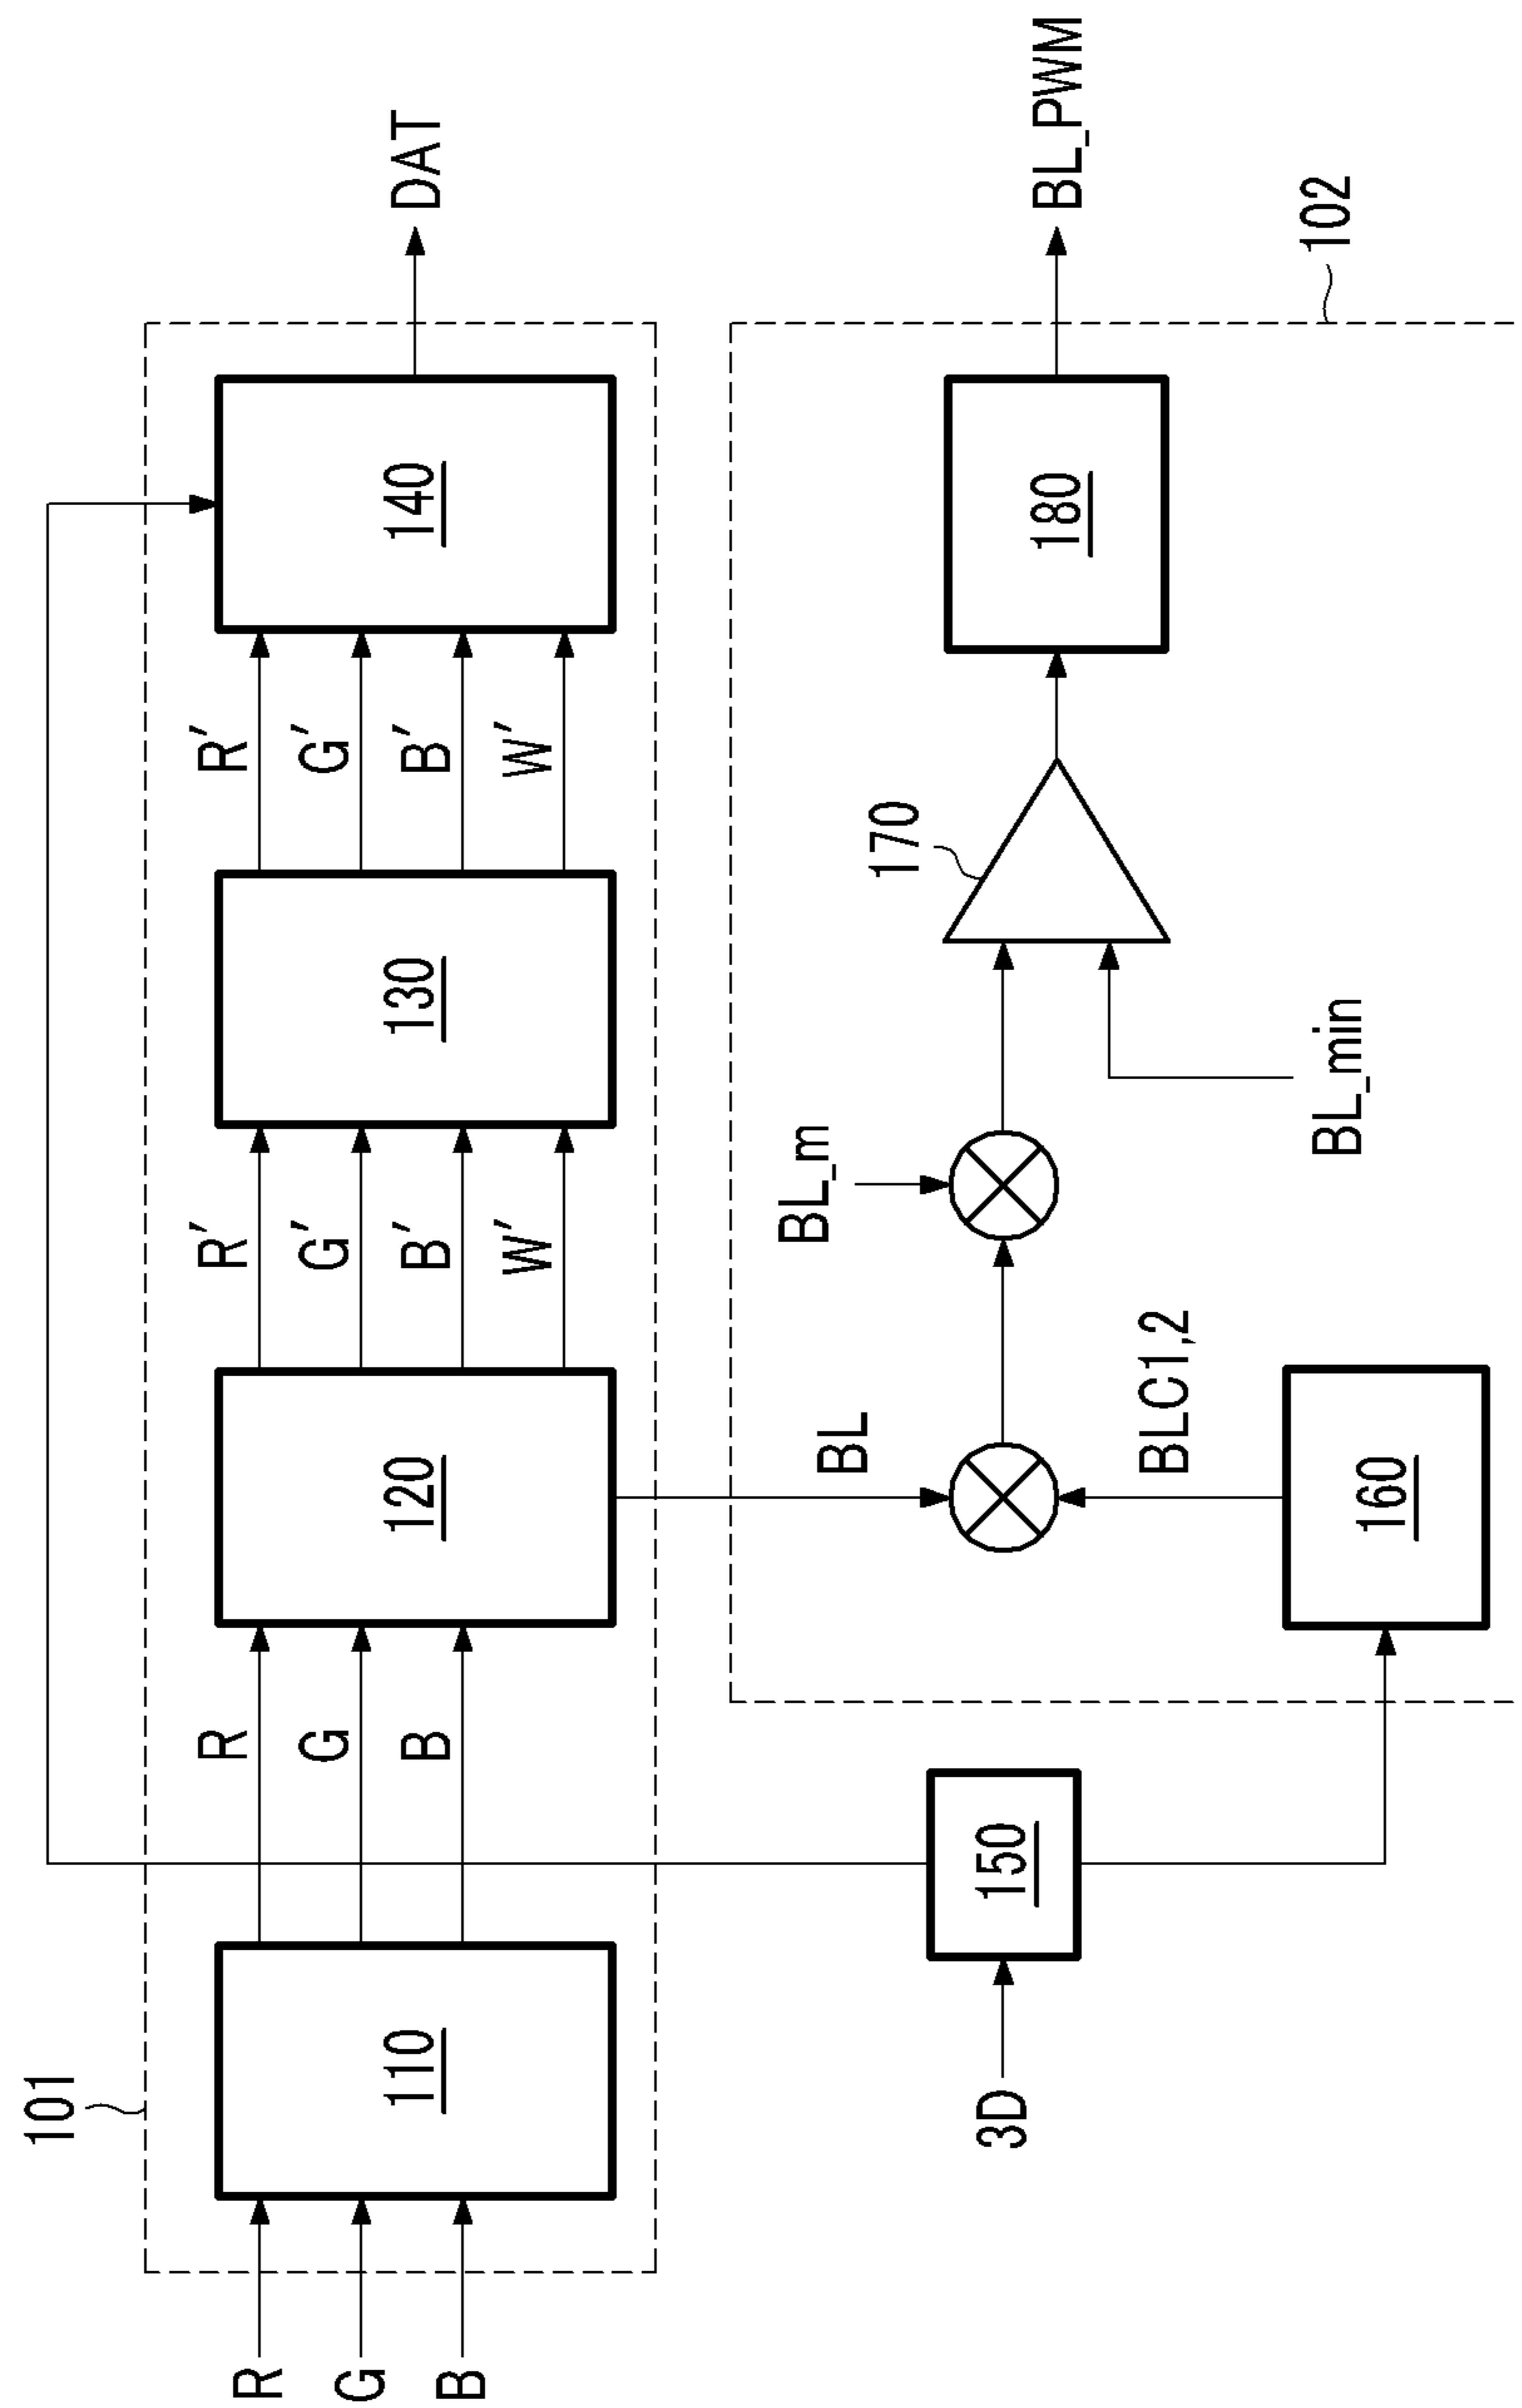 101
R
G
B
110
R
G
B
120
R'
G'
B'
W'
130
R'
G'
B'
W'
140
DAT
3D
150
BL
BLC1,2
160
BL_m
BL_min
170
180
BL_PWM
102